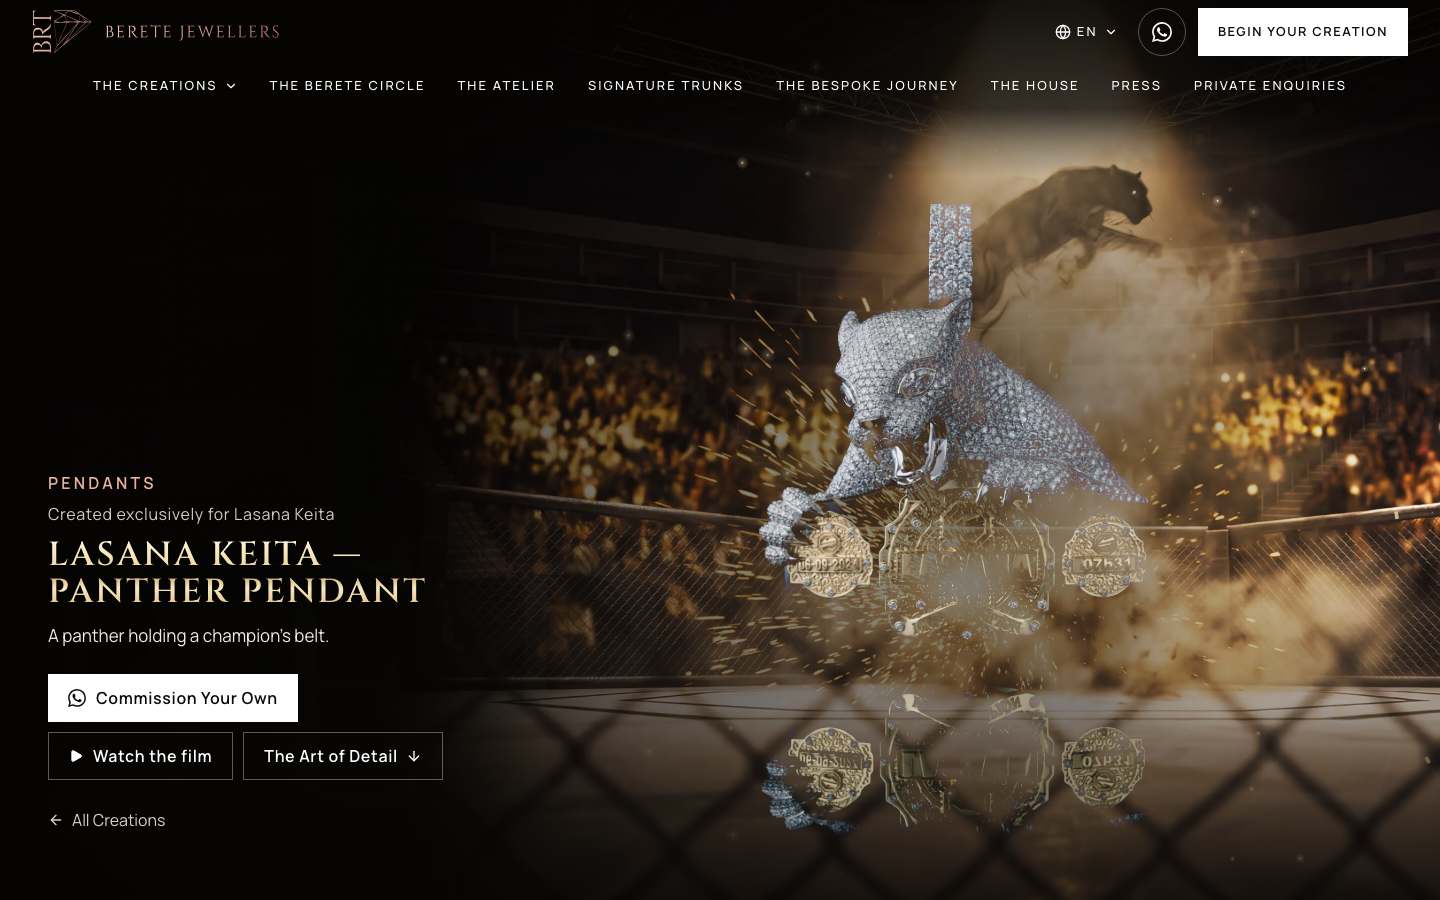 BRT
BERETE JEWELLERS
EN
BEGIN YOUR CREATION
THE CREATIONS
THE BERETE CIRCLE
THE ATELIER
SIGNATURE TRUNKS
THE BESPOKE JOURNEY
THE HOUSE
PRESS
PRIVATE ENQUIRIES
PENDANTS
Created exclusively for Lasana Keita
LASANA KEITA —
PANTHER PENDANT
A panther holding a champion's belt.
Commission Your Own
Watch the film
The Art of Detail
All Creations